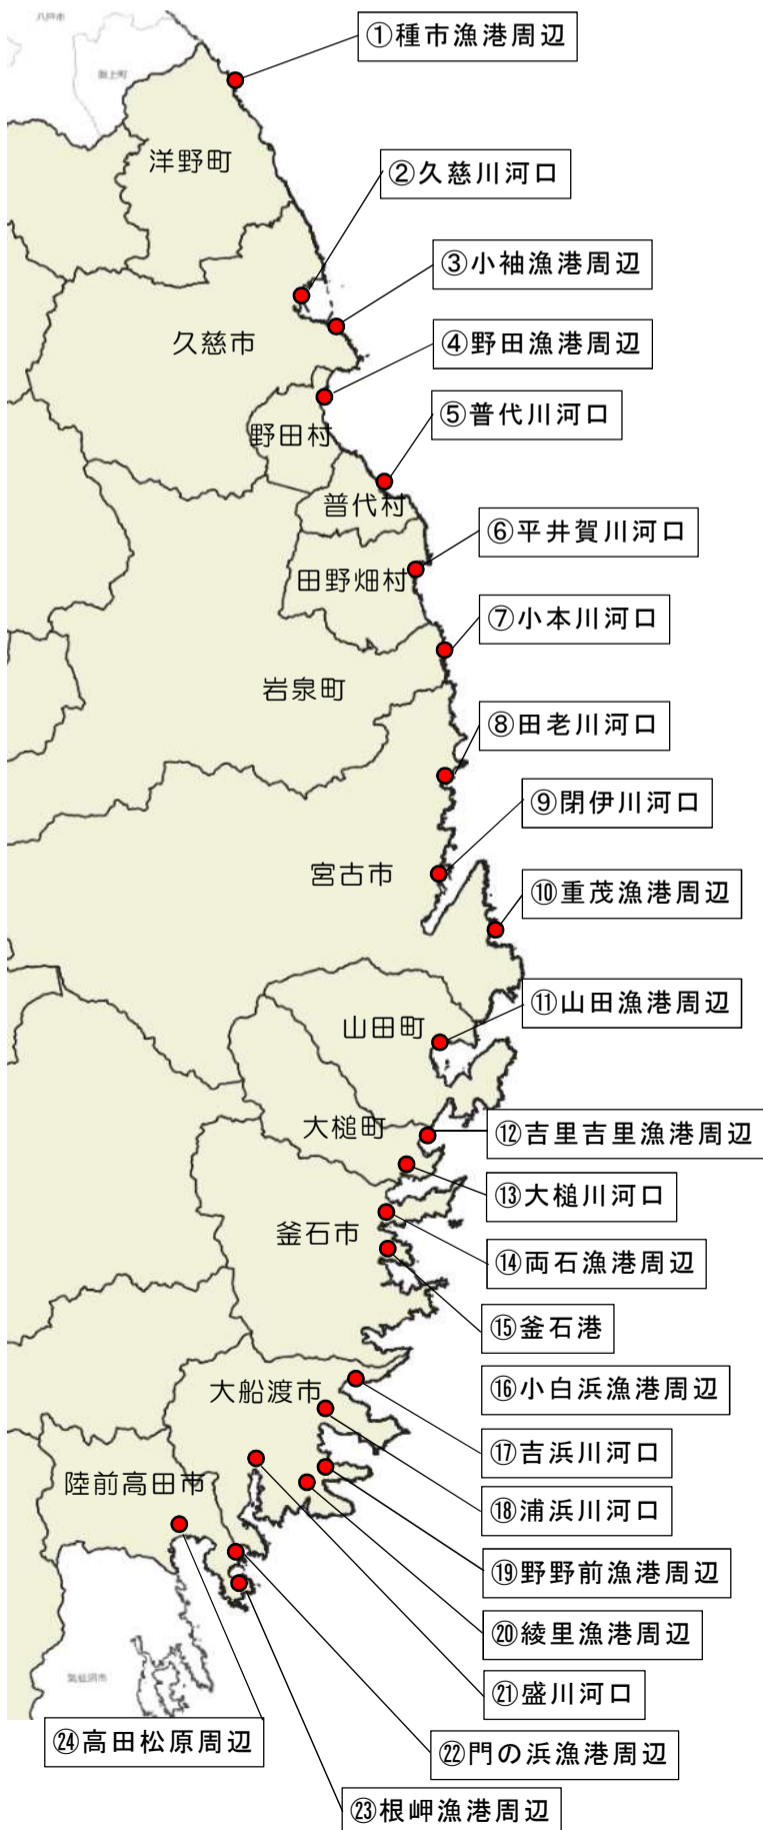 八戸市
階上町
①種市漁港周辺
洋野町
②久慈川河口
③小袖漁港周辺
久慈市
④野田漁港周辺
⑤普代川河口
野田村
普代村
⑥平井賀川河口
田野畑村
⑦小本川河口
岩泉町
⑧田老川河口
⑨閉伊川河口
宮古市
⑩重茂漁港周辺
⑪山田漁港周辺
山田町
大槌町
⑫吉里吉里漁港周辺
⑬大槌川河口
釜石市
⑭両石漁港周辺
⑮釜石港
大船渡市
⑯小白浜漁港周辺
⑰吉浜川河口
陸前高田市
⑱浦浜川河口
⑲野野前漁港周辺
⑳綾里漁港周辺
気仙沼市
㉑盛川河口
㉔高田松原周辺
㉒門の浜漁港周辺
㉓根岬漁港周辺